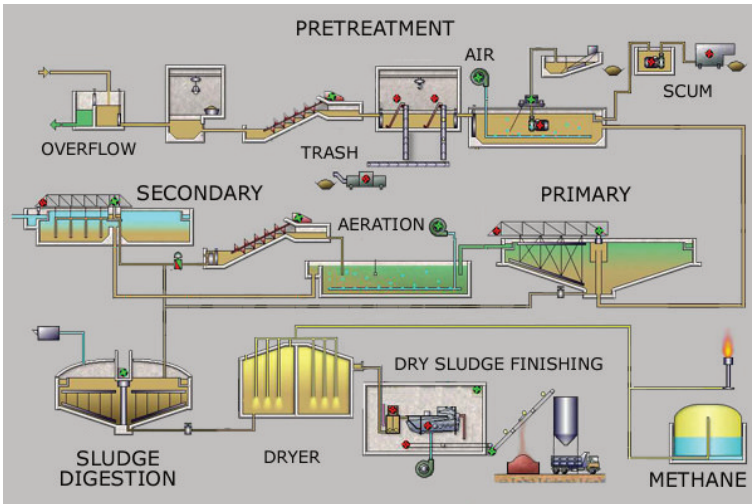 PRETREATMENT
AIR
SCUM
OVERFLOW
TRASH
SECONDARY
PRIMARY
AERATION
DRY SLUDGE FINISHING
SLUDGE
DIGESTION
DRYER
METHANE